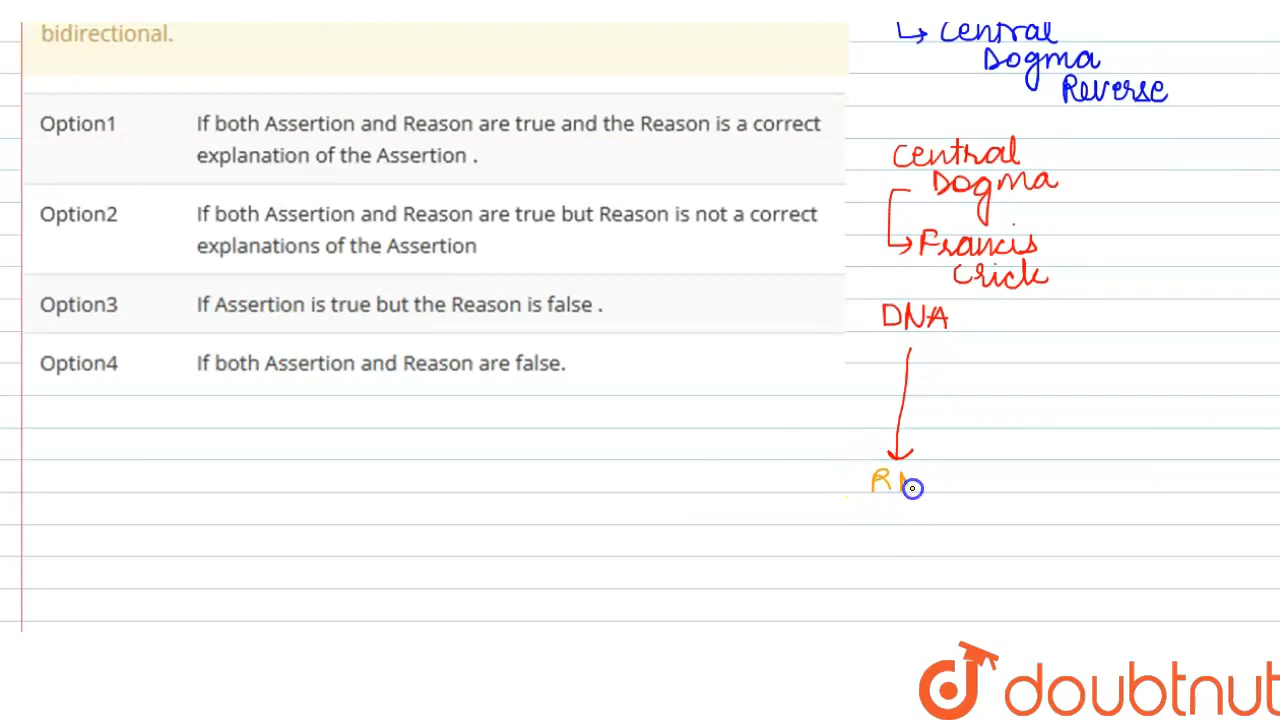 bidirectional.
Option1 If both Assertion and Reason are true and the Reason is a correct
explanation of the Assertion .
Option2 If both Assertion and Reason are true but Reason is not a correct
explanations of the Assertion
Option3 If Assertion is true but the Reason is false .
Option4 If both Assertion and Reason are false.
Central
Dogma
Reverse
Central
Dogma
Francis
Crick
DNA
R
doubtnut